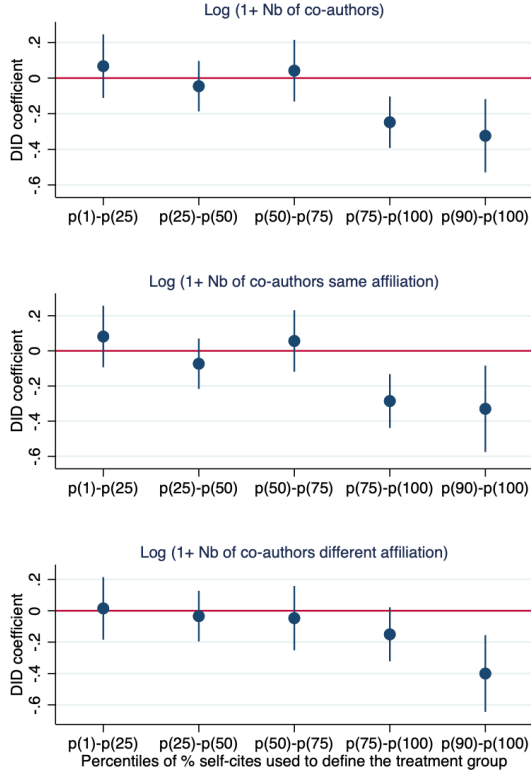 Log (1+ Nb of co-authors)
DID coefficient
.2
0
-.2
-.4
-.6
p(1)-p(25) p(25)-p(50) p(50)-p(75) p(75)-p(100) p(90)-p(100)
Log (1+ Nb of co-authors same affiliation)
DID coefficient
.2
0
-.2
-.4
-.6
p(1)-p(25) p(25)-p(50) p(50)-p(75) p(75)-p(100) p(90)-p(100)
Log (1+ Nb of co-authors different affiliation)
DID coefficient
.2
0
-.2
-.4
-.6
p(1)-p(25) p(25)-p(50) p(50)-p(75) p(75)-p(100) p(90)-p(100)
Percentiles of % self-cites used to define the treatment group